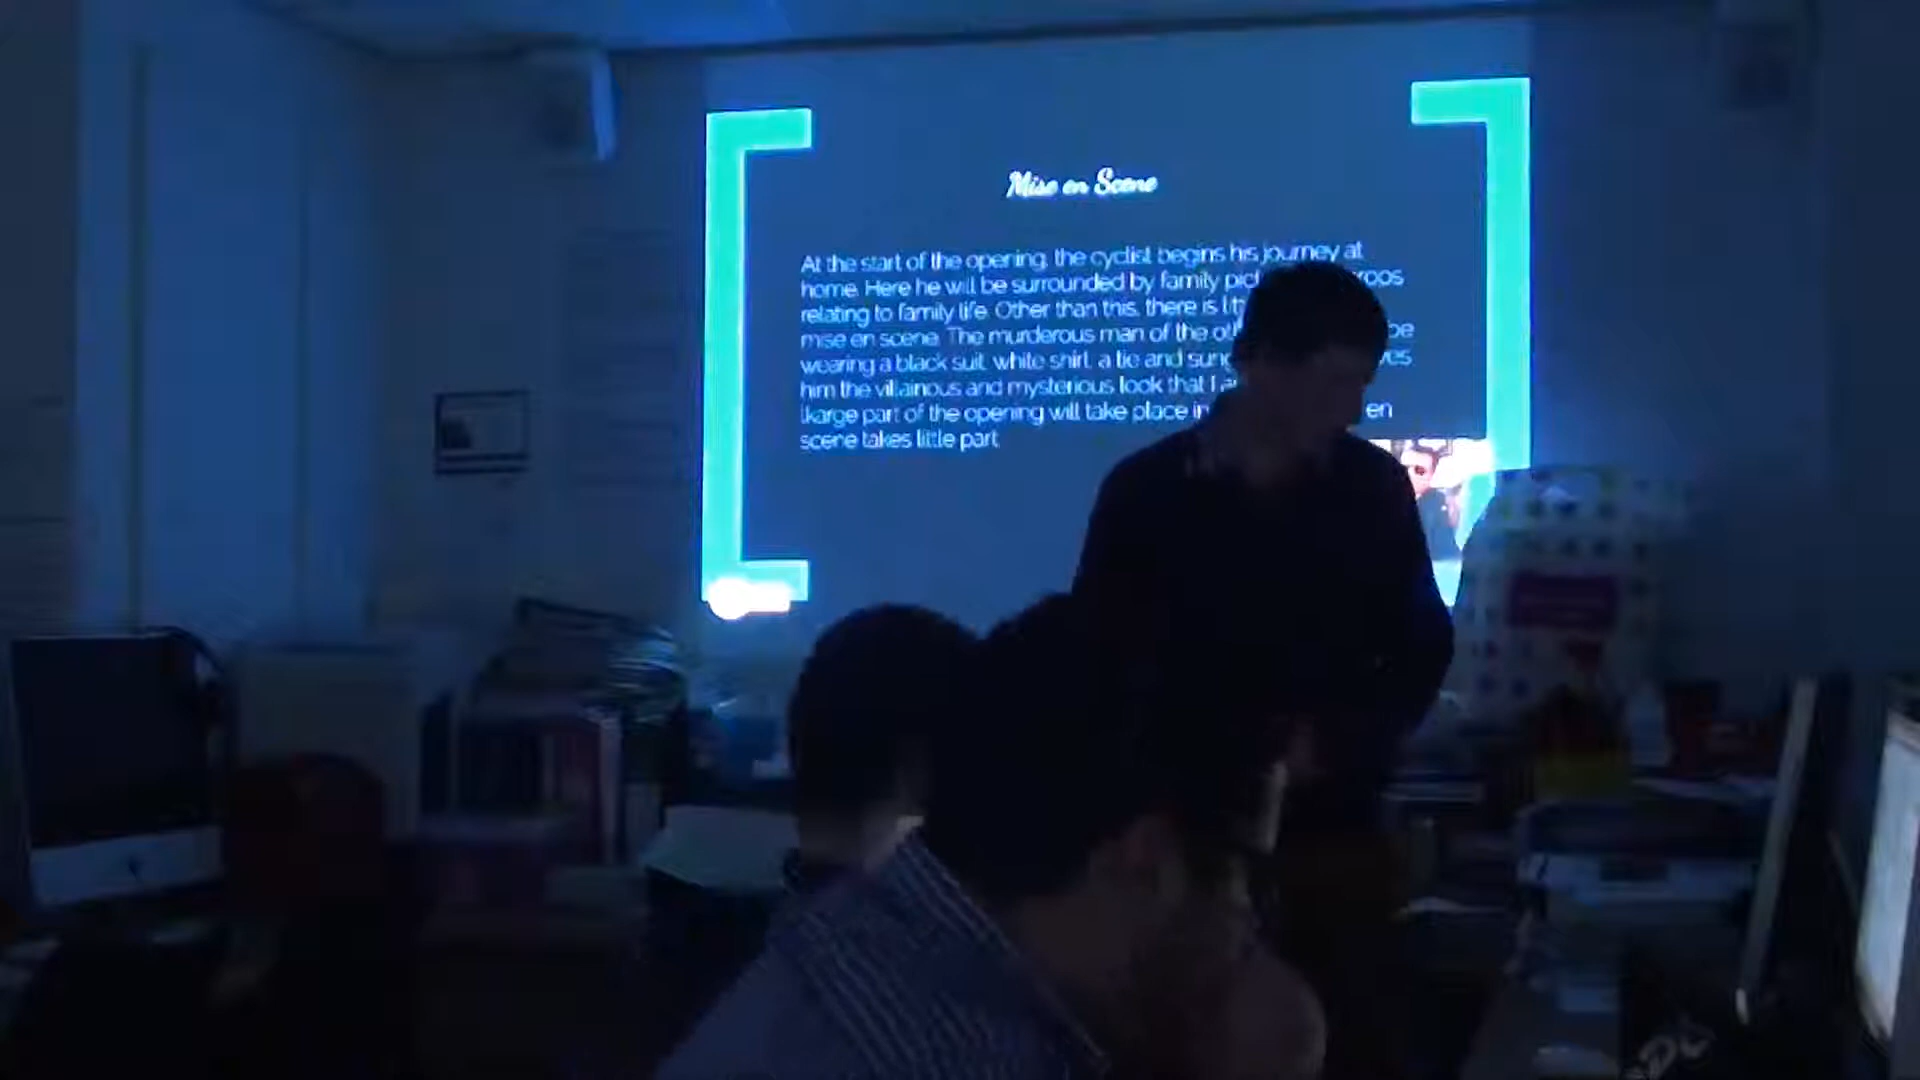 Mise en Scene
At the start of the opening, the cyclist begins his journey at
home. Here he will be surrounded by family
relating to family life. Other than this, there is
mise en scene. The murderous man of the
wearing a black suit, white shirt, a tie and
him the villainous and mysterious look that I
lkarge part of the opening will take place in en
scene takes little part.